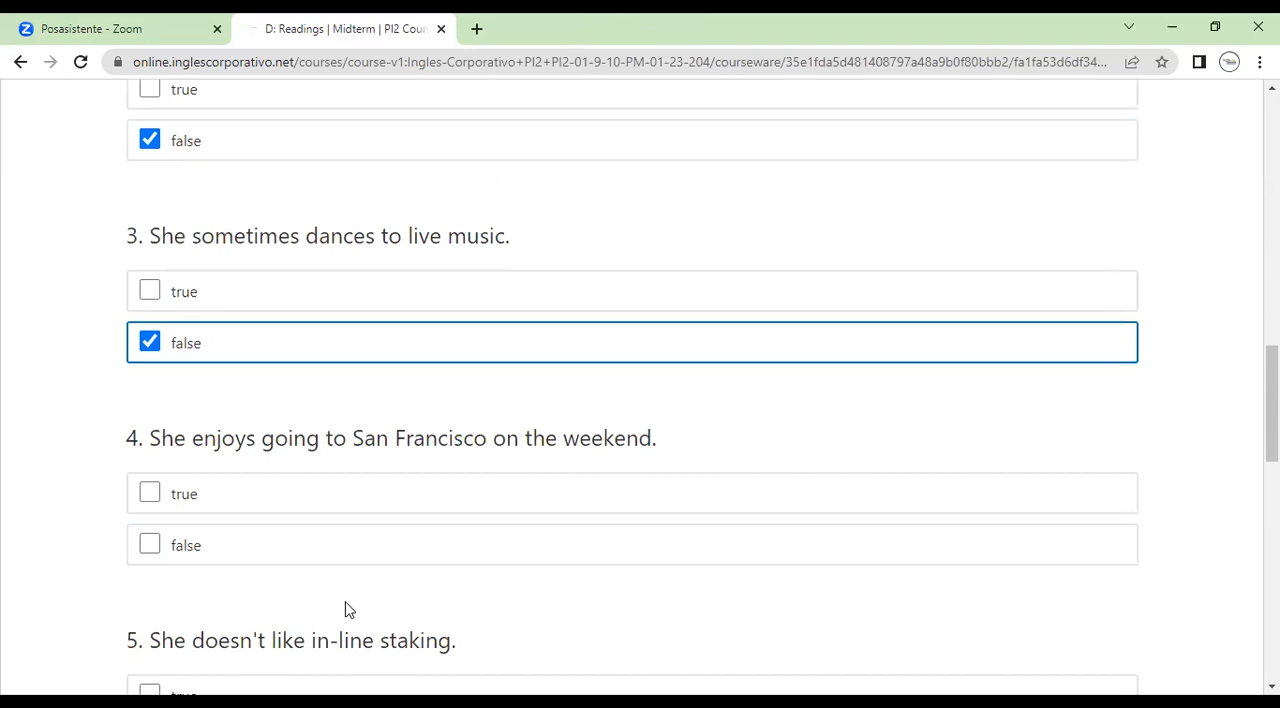 Posasistente - Zoom
D: Readings | Midterm | PI2 Cour
online.inglescorporativo.net/courses/course-v1:Ingles-Corporativo+PI2+PI2-01-9-10-PM-01-23-204/courseware/35e1fda5d481408797a48a9b0f80bbb2/fa1fa53d6df34...
true
false
3. She sometimes dances to live music.
true
false
4. She enjoys going to San Francisco on the weekend.
true
false
5. She doesn't like in-line staking.
true